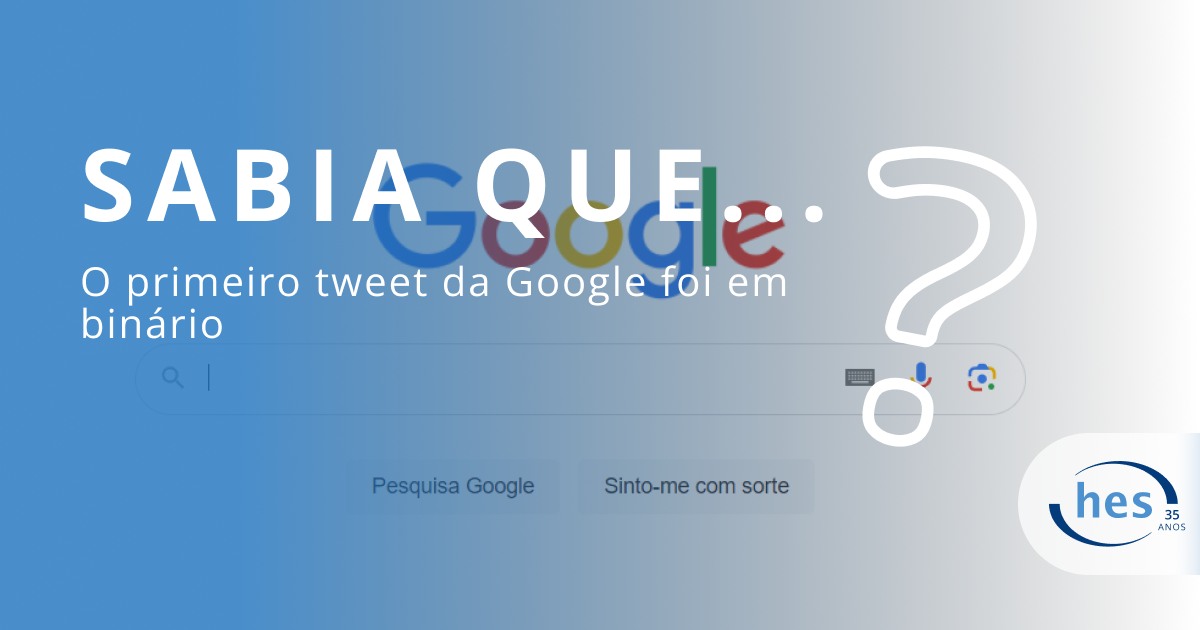 SABIA QUE...
Google
O primeiro tweet da Google foi em
binário
?
Pesquisa Google
Sinto-me com sorte
hes
35
ANOS